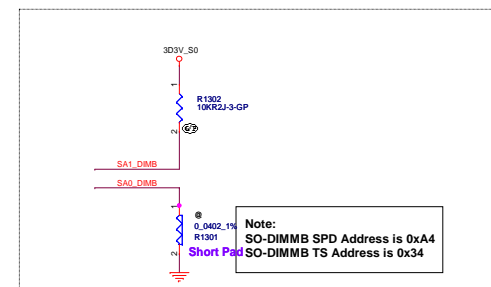 3D3V_S0
1
R1302
10KR2J-3-GP
2
SA1_DIMB
SA0_DIMB
1
@
0_0402_1%
R1301
2
Short Pad
Note:
SO-DIMMB SPD Address is 0xA4
SO-DIMMB TS Address is 0x34